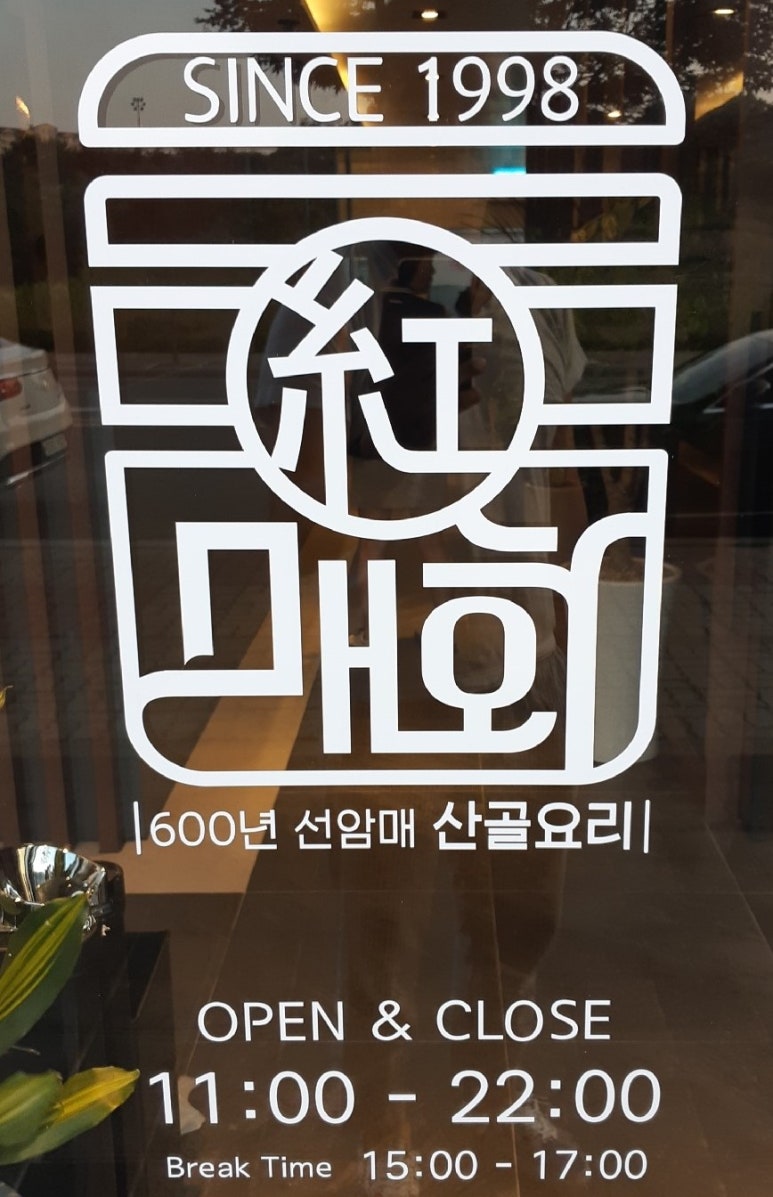 SINCE 1998
紅
매화
|600년 선암매 산골요리|
OPEN & CLOSE
11:00 - 22:00
Break Time 15:00 - 17:00